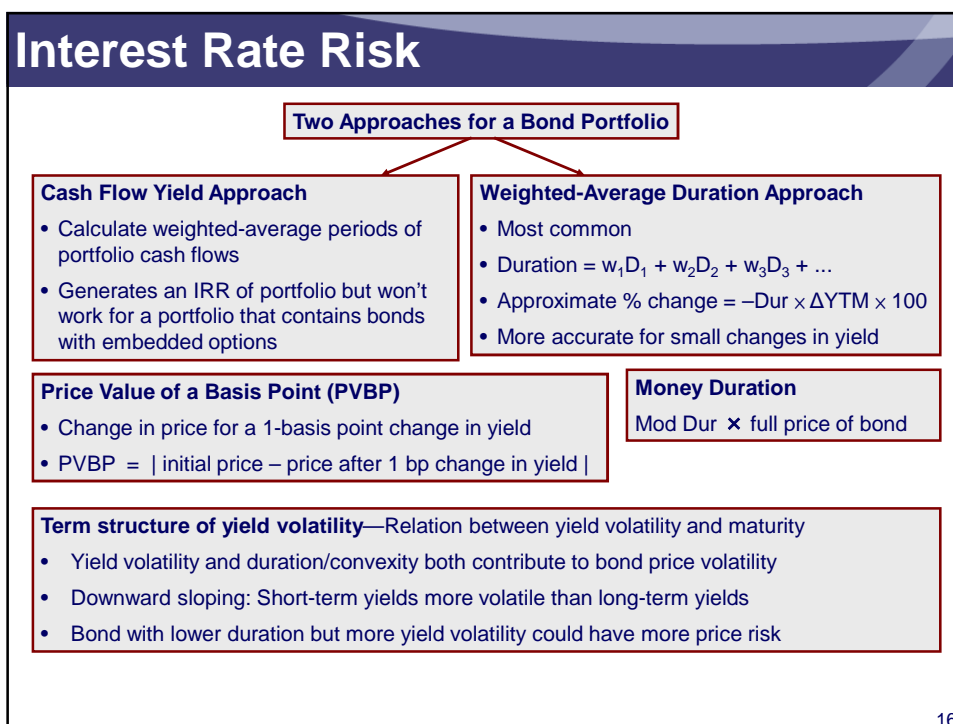 Interest Rate Risk
Two Approaches for a Bond Portfolio
Cash Flow Yield Approach
• Calculate weighted-average periods of
portfolio cash flows
• Generates an IRR of portfolio but won't
work for a portfolio that contains bonds
with embedded options
Weighted-Average Duration Approach
• Most common
• Duration = w₁D₁ + w₂D₂ + w₃D₃ + ...
• Approximate % change = –Dur × ΔYTM × 100
• More accurate for small changes in yield
Price Value of a Basis Point (PVBP)
• Change in price for a 1-basis point change in yield
• PVBP = | initial price – price after 1 bp change in yield |
Money Duration
Mod Dur × full price of bond
Term structure of yield volatility—Relation between yield volatility and maturity
• Yield volatility and duration/convexity both contribute to bond price volatility
• Downward sloping: Short-term yields more volatile than long-term yields
• Bond with lower duration but more yield volatility could have more price risk
16